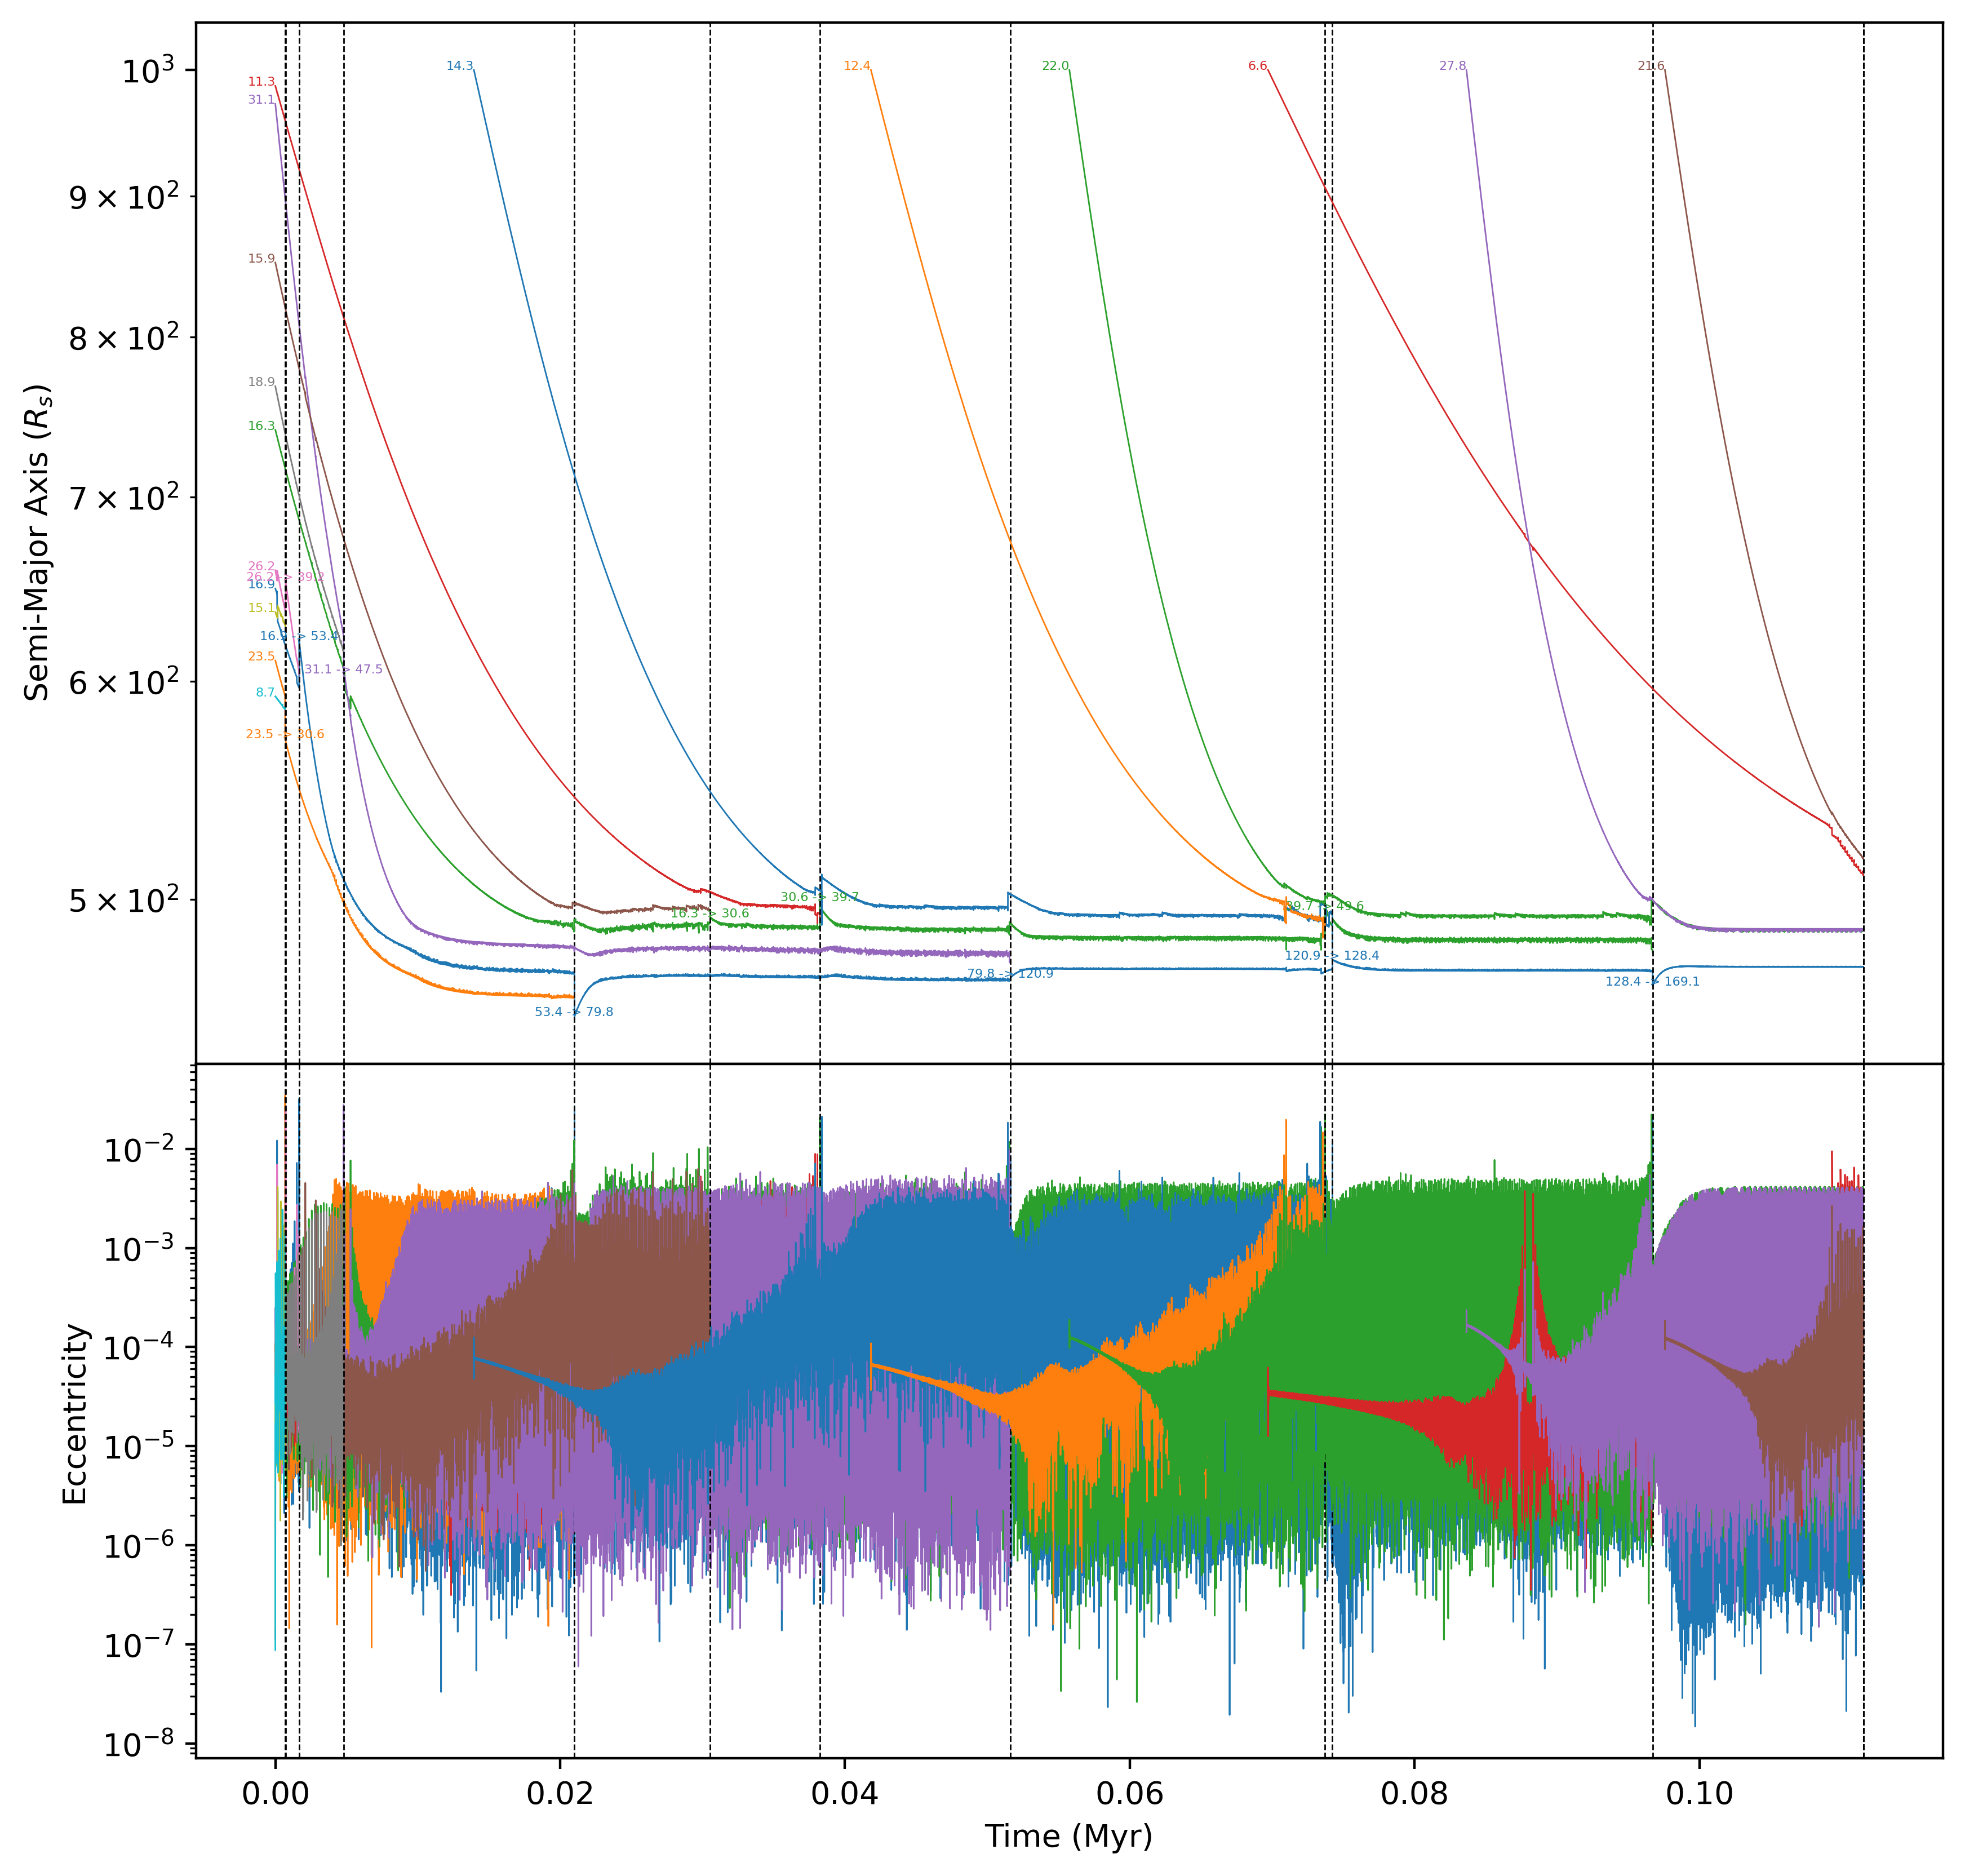 10³
9 × 10²
8 × 10²
7 × 10²
6 × 10²
5 × 10²
Semi-Major Axis (Rₛ)
11.3
31.1
14.3
12.4
22.0
6.6
27.8
21.6
15.9
18.9
16.3
26.2
26.2 -> 39.2
16.9
15.1
16.9 -> 53.4
23.5
31.1 -> 47.5
8.7
23.5 -> 30.6
30.6 -> 39.7
16.3 -> 30.6
39.7 -> 49.6
120.9 -> 128.4
79.8 -> 120.9
128.4 -> 169.1
53.4 -> 79.8
10⁻²
10⁻³
10⁻⁴
10⁻⁵
10⁻⁶
10⁻⁷
10⁻⁸
Eccentricity
0.00 0.02 0.04 0.06 0.08 0.10
Time (Myr)